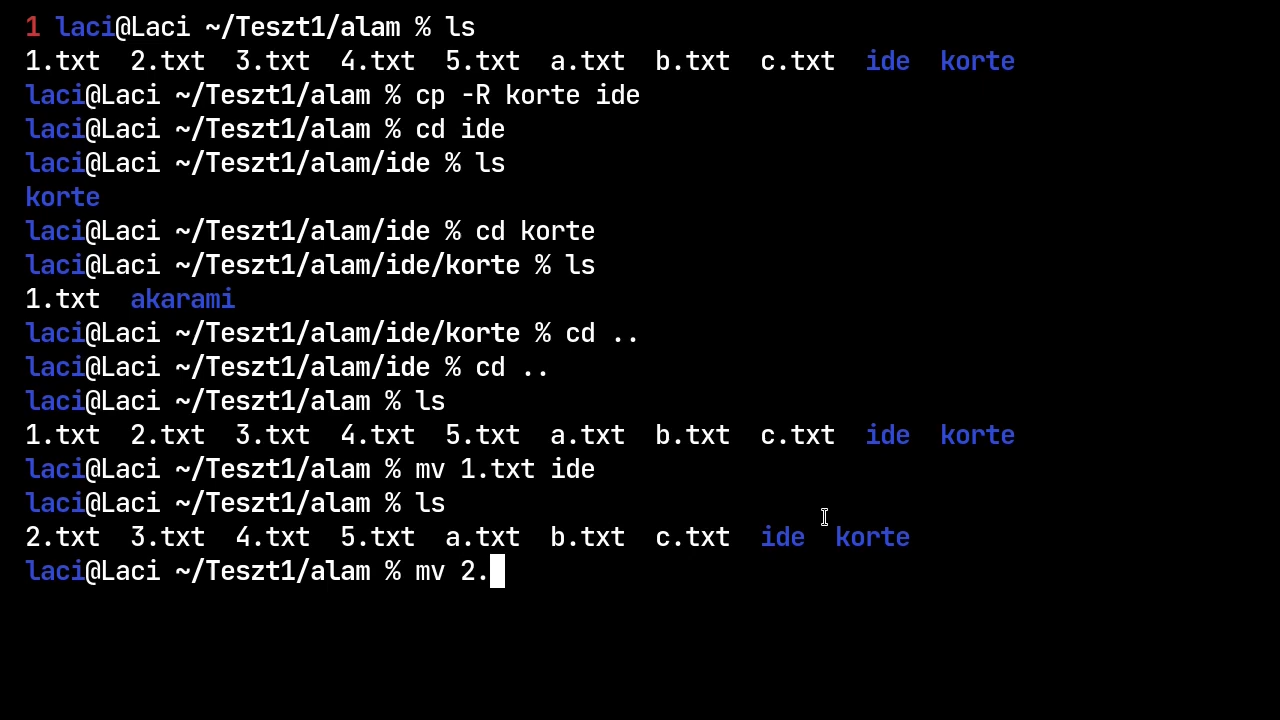 1 laci@Laci ~/Teszt1/alam % ls
1.txt  2.txt  3.txt  4.txt  5.txt  a.txt  b.txt  c.txt  ide  korte
laci@Laci ~/Teszt1/alam % cp -R korte ide
laci@Laci ~/Teszt1/alam % cd ide
laci@Laci ~/Teszt1/alam/ide % ls
korte
laci@Laci ~/Teszt1/alam/ide % cd korte
laci@Laci ~/Teszt1/alam/ide/korte % ls
1.txt  akarami
laci@Laci ~/Teszt1/alam/ide/korte % cd ..
laci@Laci ~/Teszt1/alam/ide % cd ..
laci@Laci ~/Teszt1/alam % ls
1.txt  2.txt  3.txt  4.txt  5.txt  a.txt  b.txt  c.txt  ide  korte
laci@Laci ~/Teszt1/alam % mv 1.txt ide
laci@Laci ~/Teszt1/alam % ls
2.txt  3.txt  4.txt  5.txt  a.txt  b.txt  c.txt  ide  korte
laci@Laci ~/Teszt1/alam % mv 2.